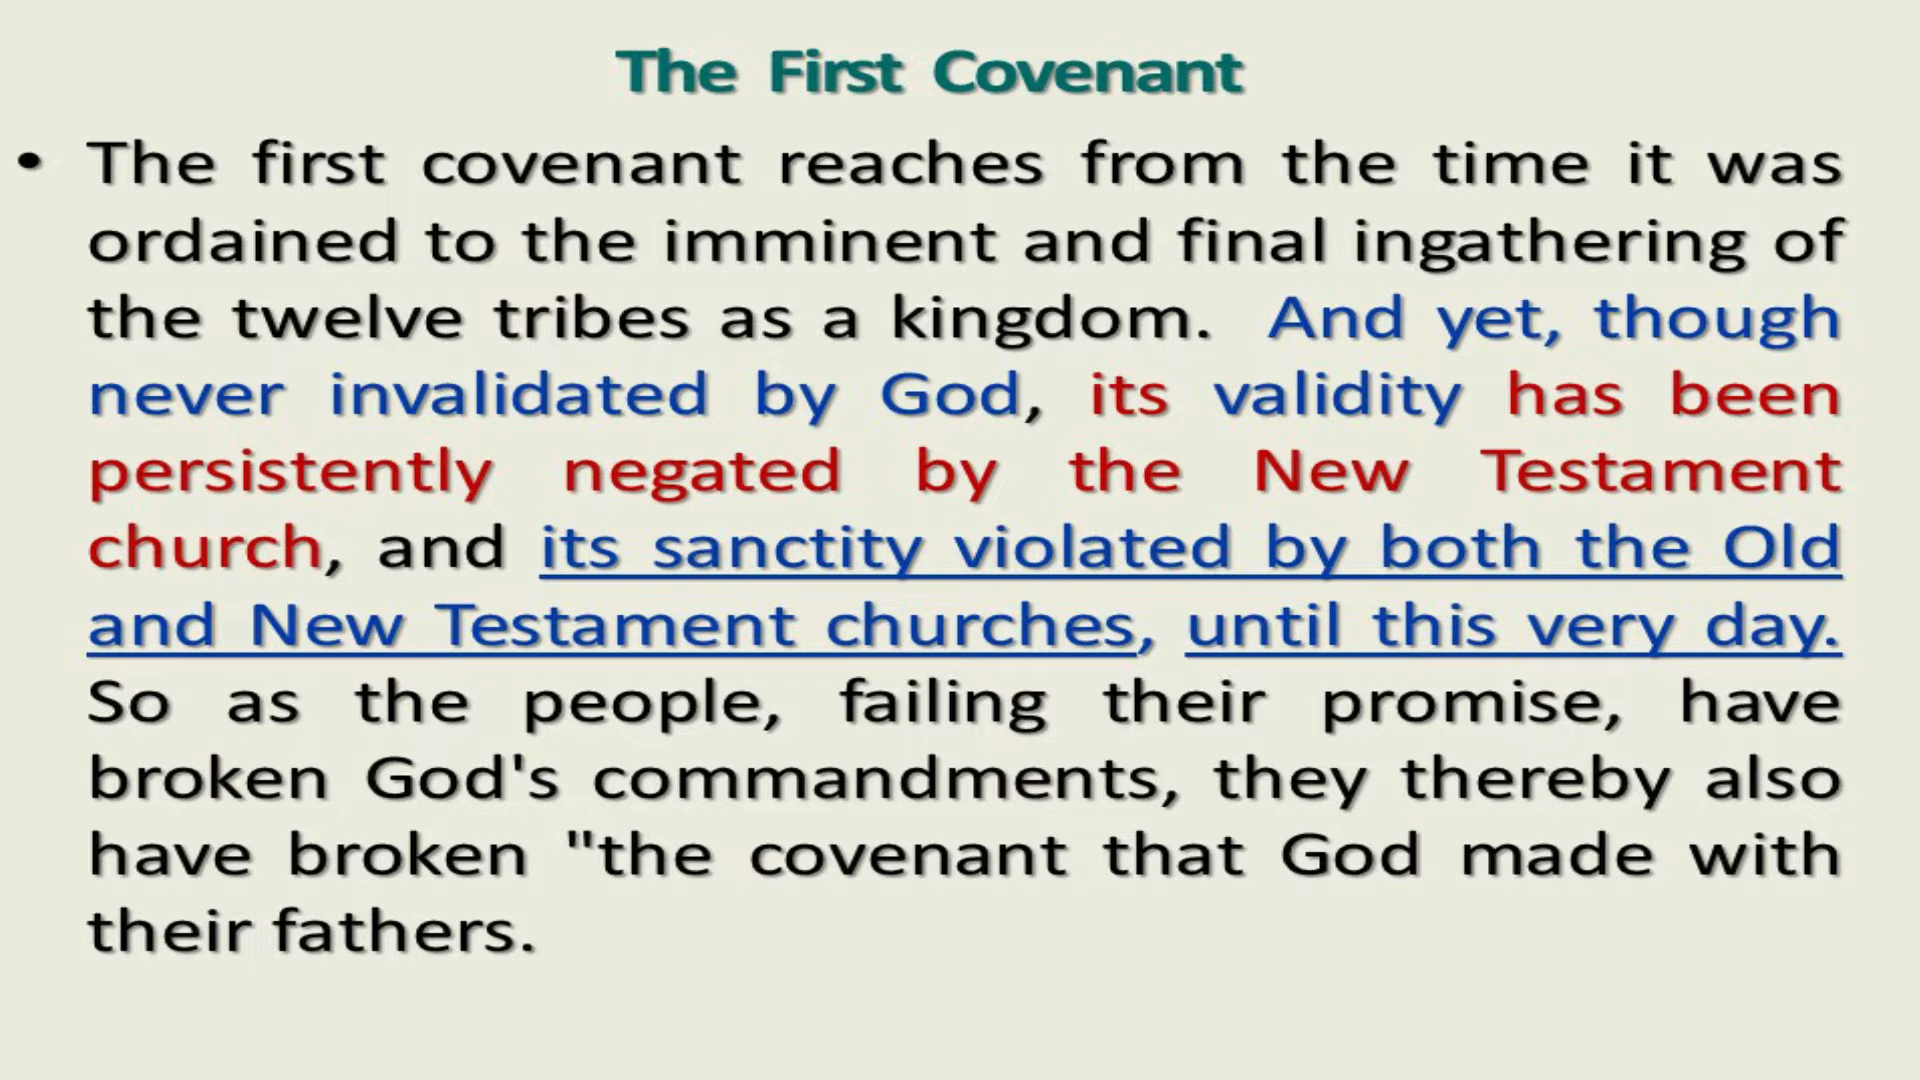 The First Covenant
• The first covenant reaches from the time it was
ordained to the imminent and final ingathering of
the twelve tribes as a kingdom. And yet, though
never invalidated by God, its validity has been
persistently negated by the New Testament
church, and its sanctity violated by both the Old
and New Testament churches, until this very day.
So as the people, failing their promise, have
broken God's commandments, they thereby also
have broken "the covenant that God made with
their fathers.